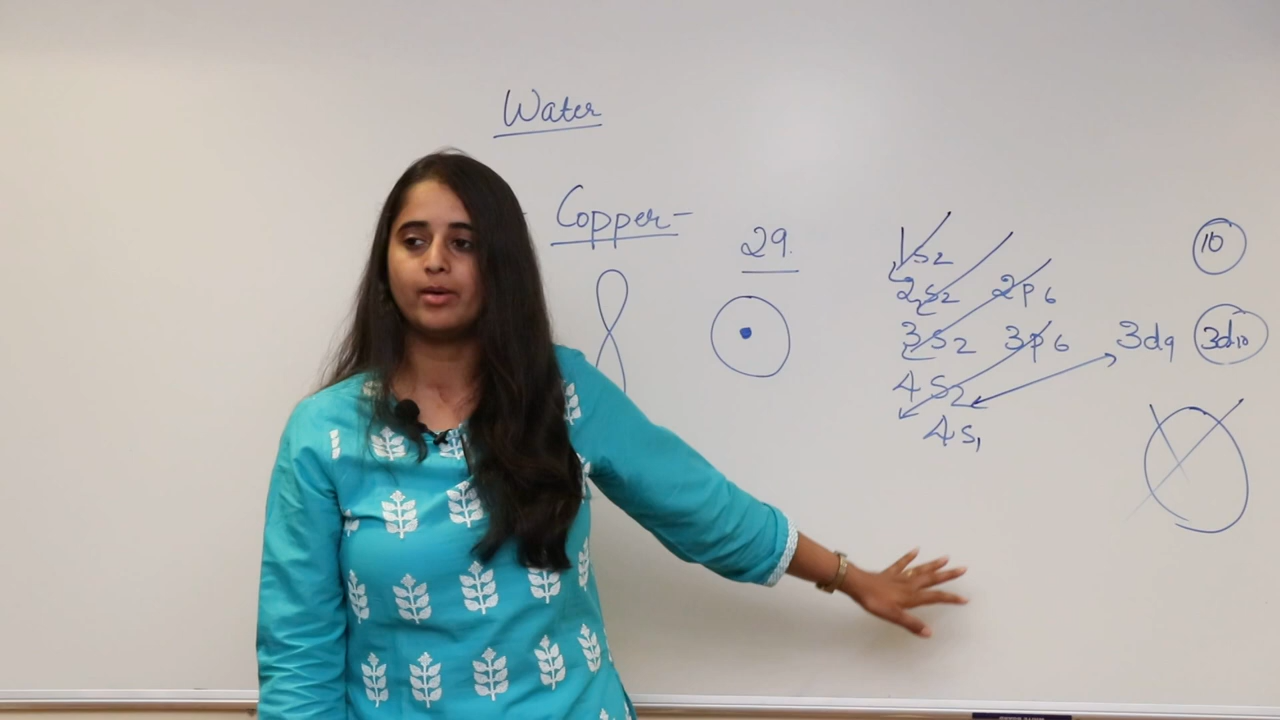 Water
Copper-
29.
1s2
2s2 2p6
3s2 3p6 3d9 3d10
4s2
4s1
10